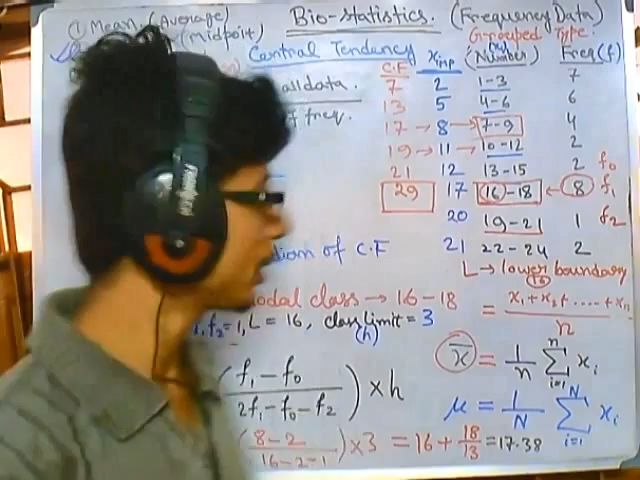 ① Mean (Average) Bio-statistics. (Frequency Data)
(midpoint) Grouped Type:
Central Tendency C.F x inp (Number) Freq(f)
all data. 7 2 1-3 7
of freq. 13 5 4-6 6
17 → 8 → 7-9 4
19 → 11 → 10-12 2
21 12 13-15 2 f₀
29 17 (16)-18 ← 8 f₁
20 19-21 1 f₂
of C.F 21 22-24 2
L → lower boundary
(16)
modal class → 16-18 = x₁+x₂+....+xₙ / n
f₂=1, L = 16, class limit = 3
(h)
x̄ = 1/n Σ i=1 n xᵢ
(f₁-f₀ / 2f₁-f₀-f₂) × h
μ = 1/N Σ i=1 N xᵢ
(8-2 / 16-2-1) ×3 = 16 + 18/13 = 17.38